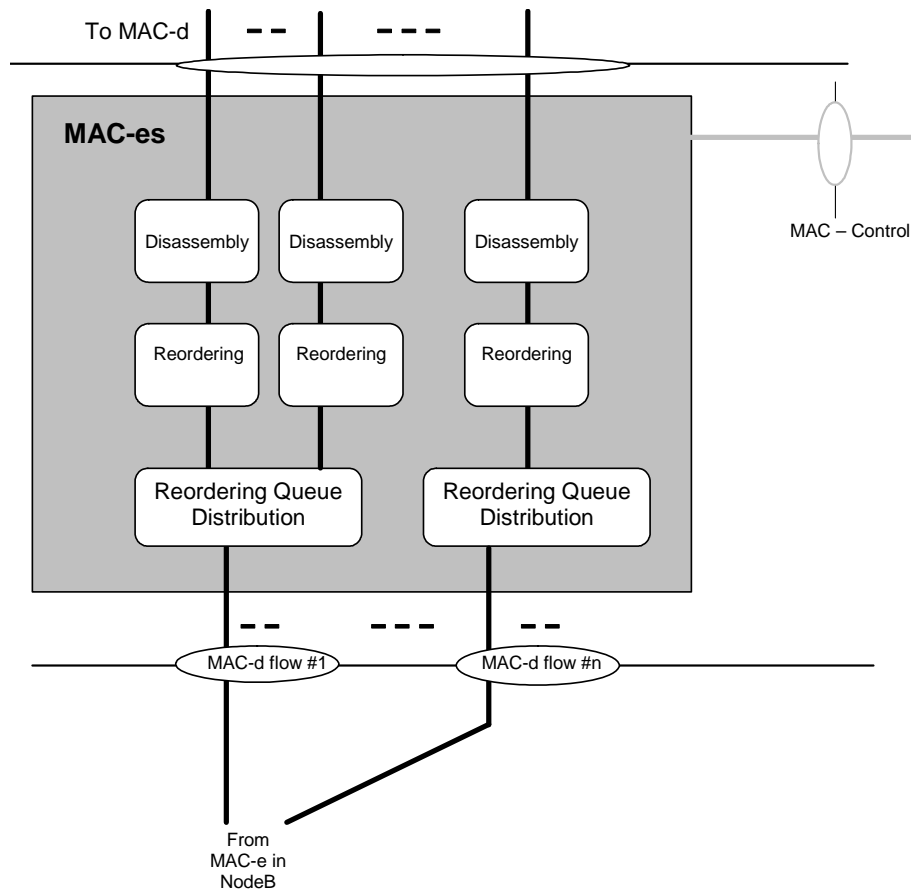 To MAC-d
MAC-es
MAC – Control
Disassembly
Disassembly
Disassembly
Reordering
Reordering
Reordering
Reordering Queue
Distribution
Reordering Queue
Distribution
MAC-d flow #1
MAC-d flow #n
From
MAC-e in
NodeB